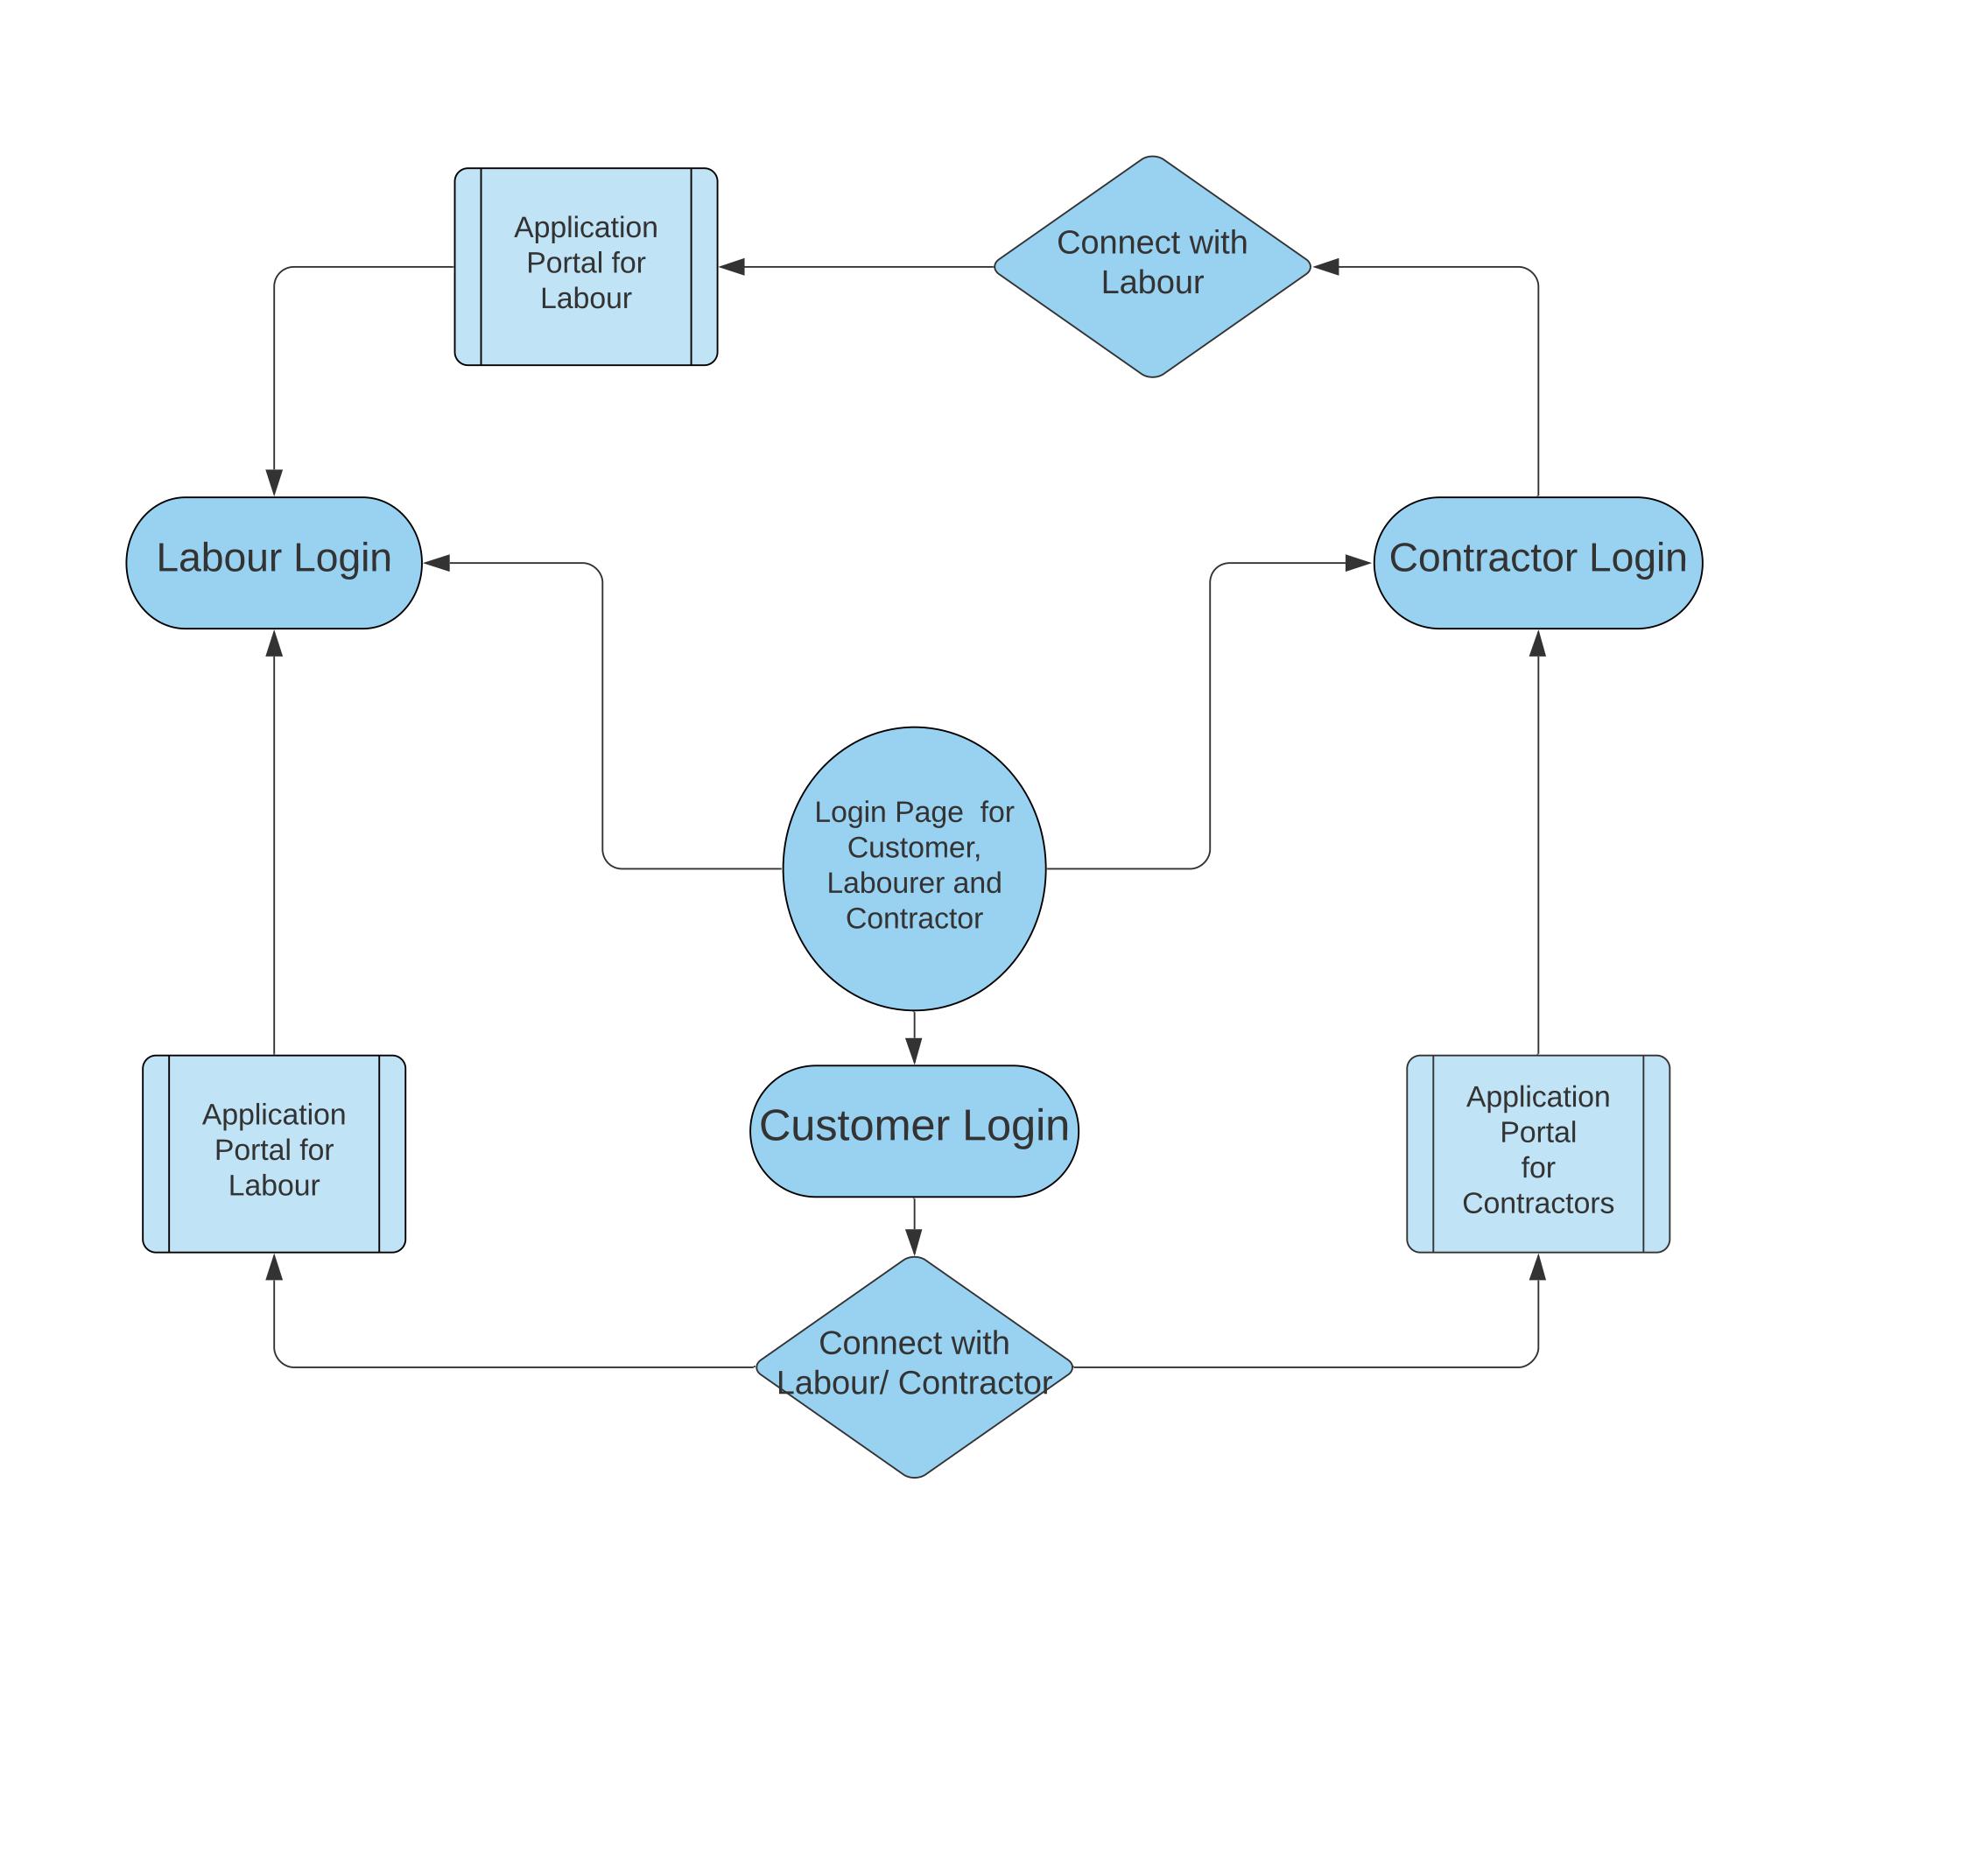 Application
Portal for
Labour
Connect with
Labour
Labour Login
Contractor Login
Login Page  for
Customer,
Labourer and
Contractor
Application
Portal for
Labour
Customer Login
Application
Portal
for
Contractors
Connect with
Labour/ Contractor